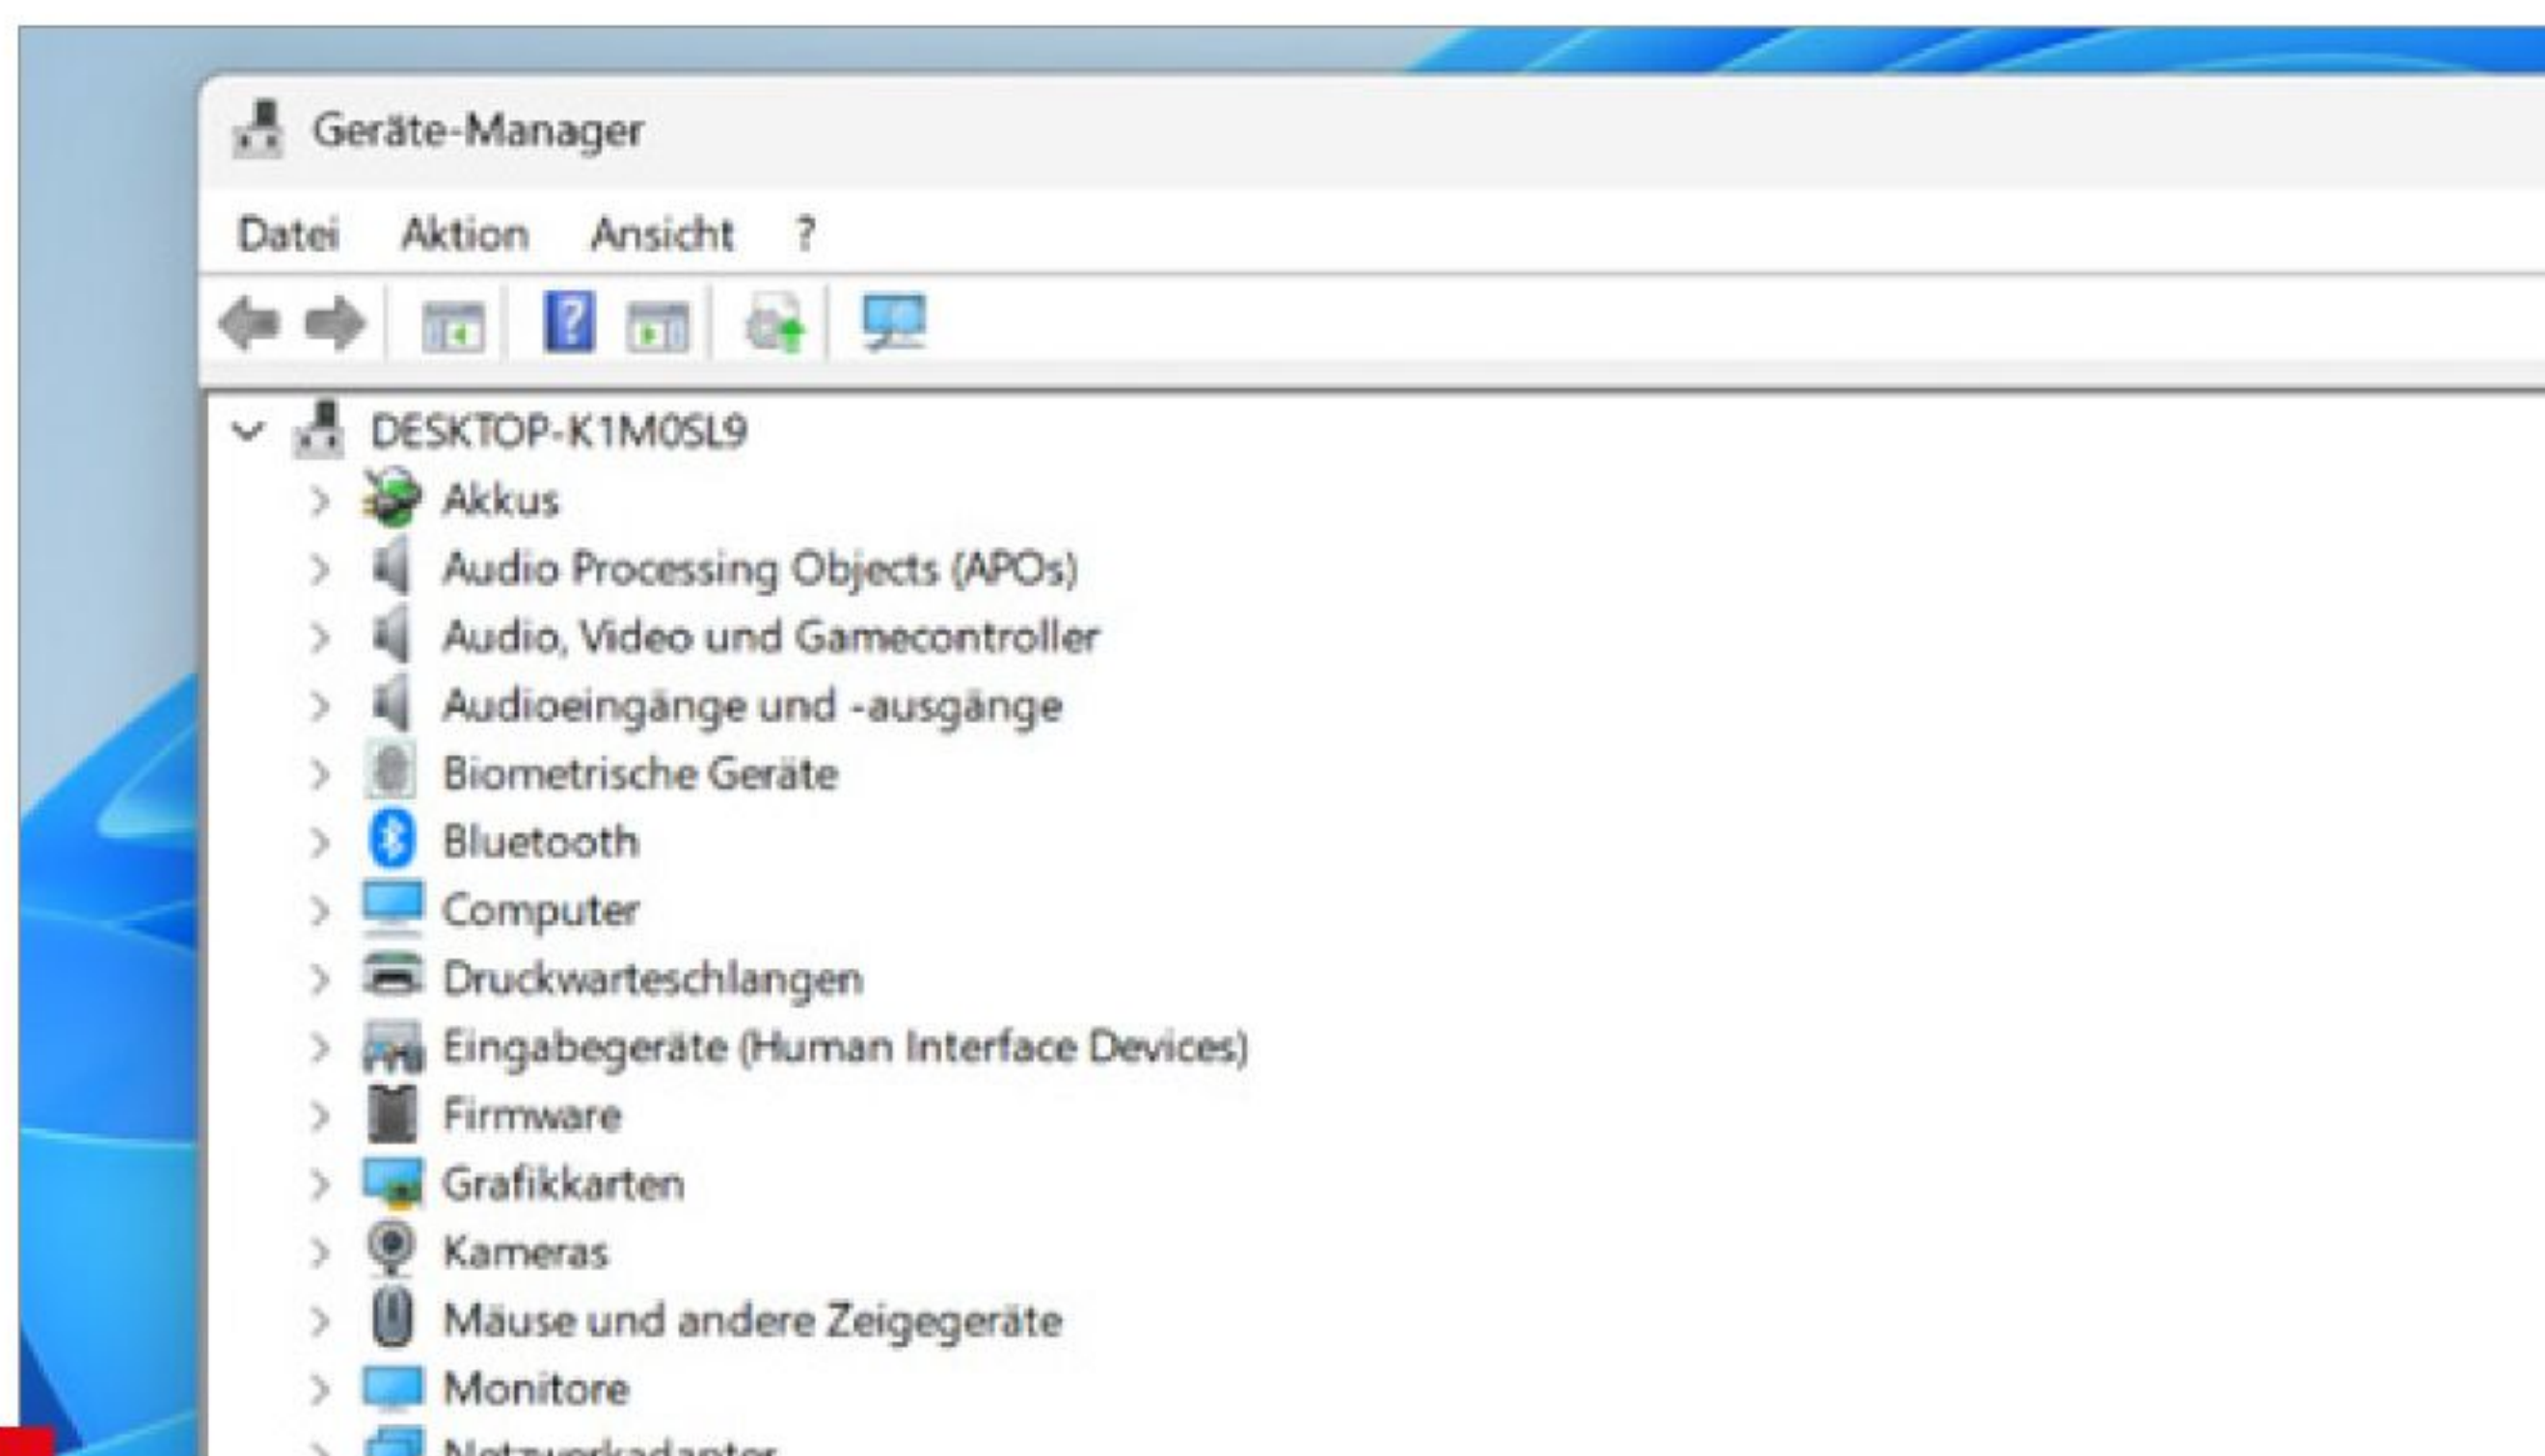 Geräte-Manager
Datei Aktion Ansicht ?
DESKTOP-K1M0SL9
Akkus
Audio Processing Objects (APOs)
Audio, Video und Gamecontroller
Audioeingänge und -ausgänge
Biometrische Geräte
Bluetooth
Computer
Druckwarteschlangen
Eingabegeräte (Human Interface Devices)
Firmware
Grafikkarten
Kameras
Mäuse und andere Zeigegeräte
Monitore
Netzwerkadapter